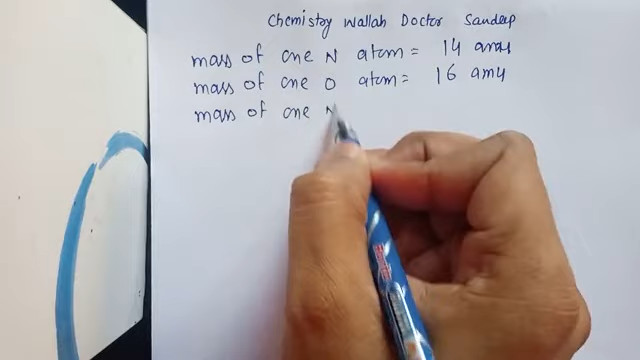 Chemistry Wallah Doctor Sandeep
mass of one N atom = 14 amu
mass of one O atom = 16 amu
mass of one N